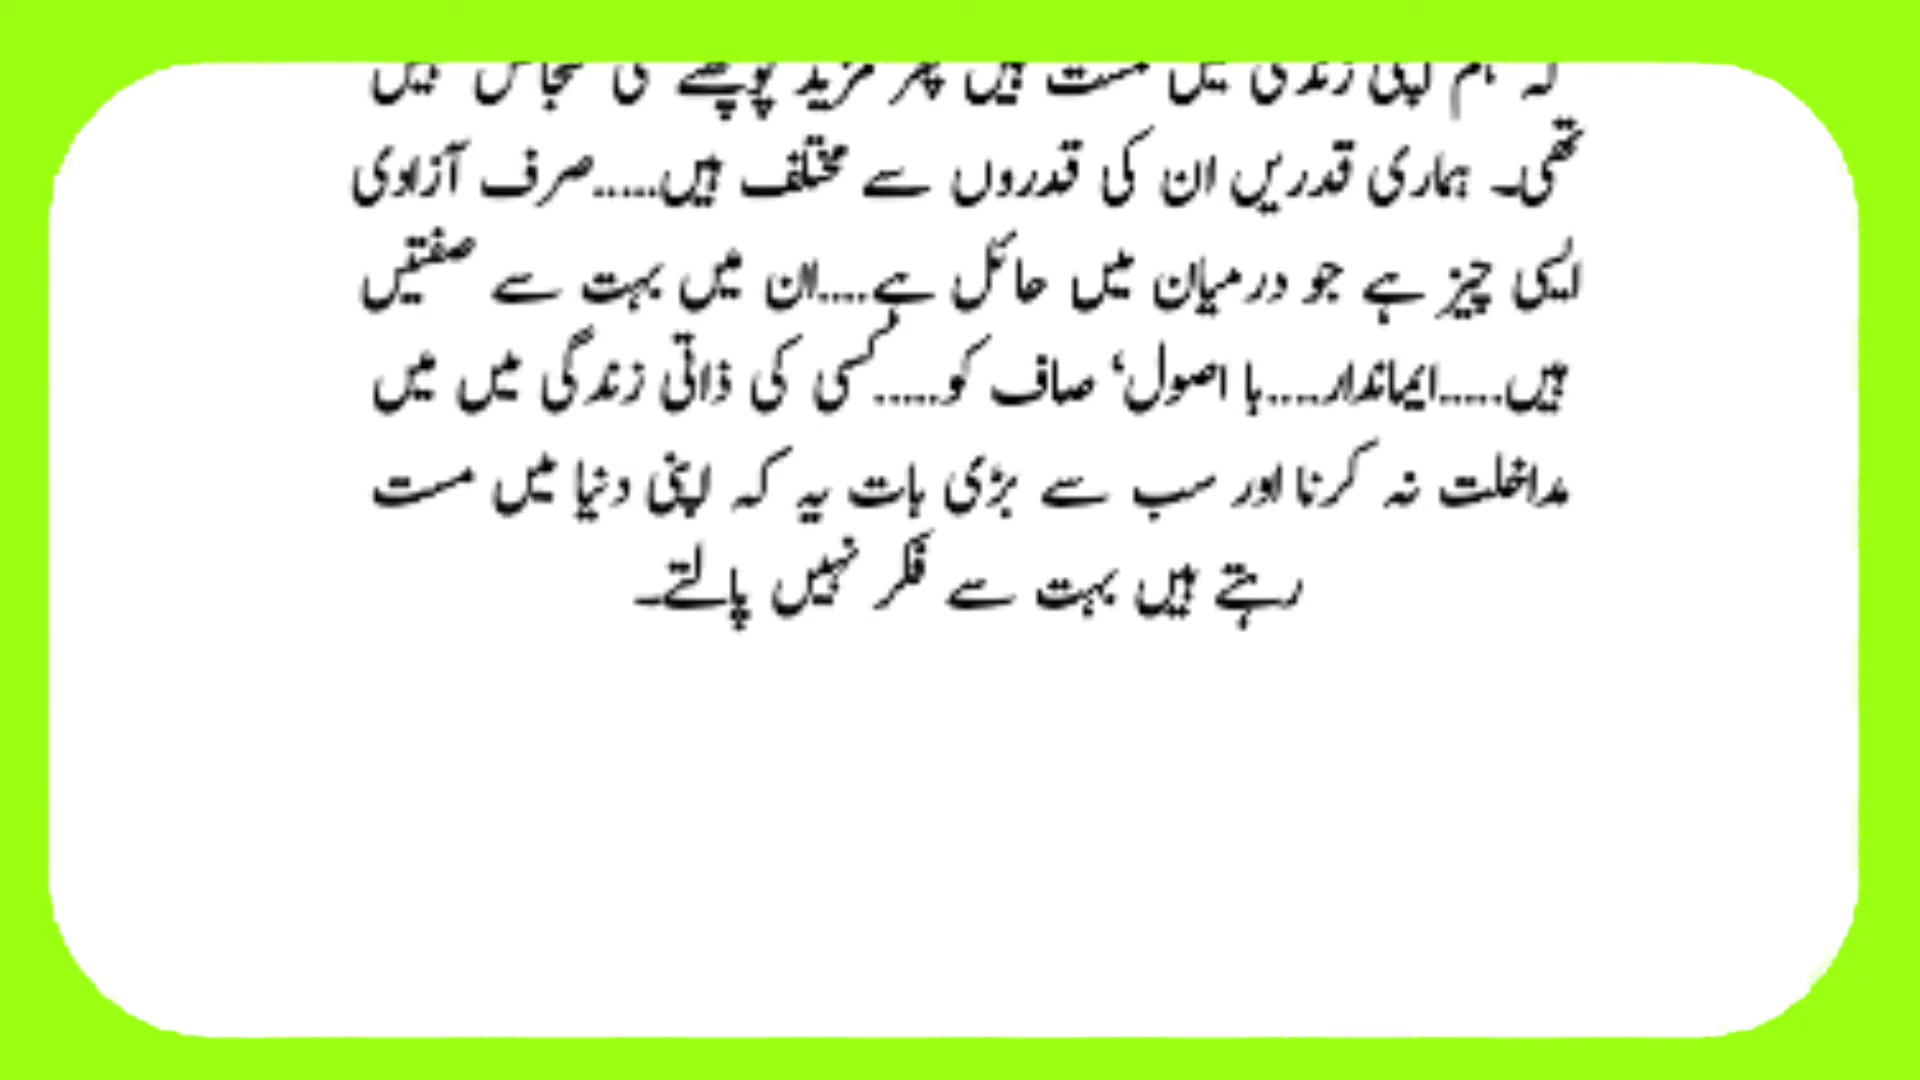 کہ ہم اپنی زندگی میں مست ہیں پھر مزید پوچھنے کی گنجائش نہیں
تھی۔ ہماری قدریں ان کی قدروں سے مختلف ہیں.....صرف آزادی
ایسی چیز ہے جو درمیان میں حائل ہے....ان میں بہت سے صفتیں
ہیں.....ایماندار....با اصول‘ صاف کو.....کسی کی ذاتی زندگی میں میں
مداخلت نہ کرنا اور سب سے بڑی بات یہ کہ اپنی دنیا میں مست
رہتے ہیں بہت سے فکر نہیں پالتے۔